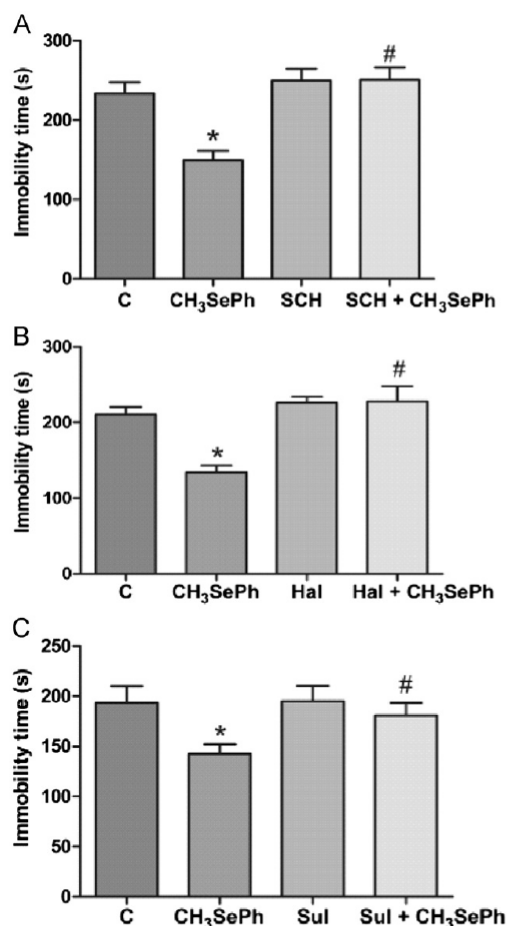 A
Immobility time (s)
300
200
100
0
*
#
C CH₃SePh SCH SCH + CH₃SePh
B
Immobility time (s)
300
200
100
0
*
#
C CH₃SePh Hal Hal + CH₃SePh
C
Immobility time (s)
250
200
150
100
50
0
*
#
C CH₃SePh Sul Sul + CH₃SePh